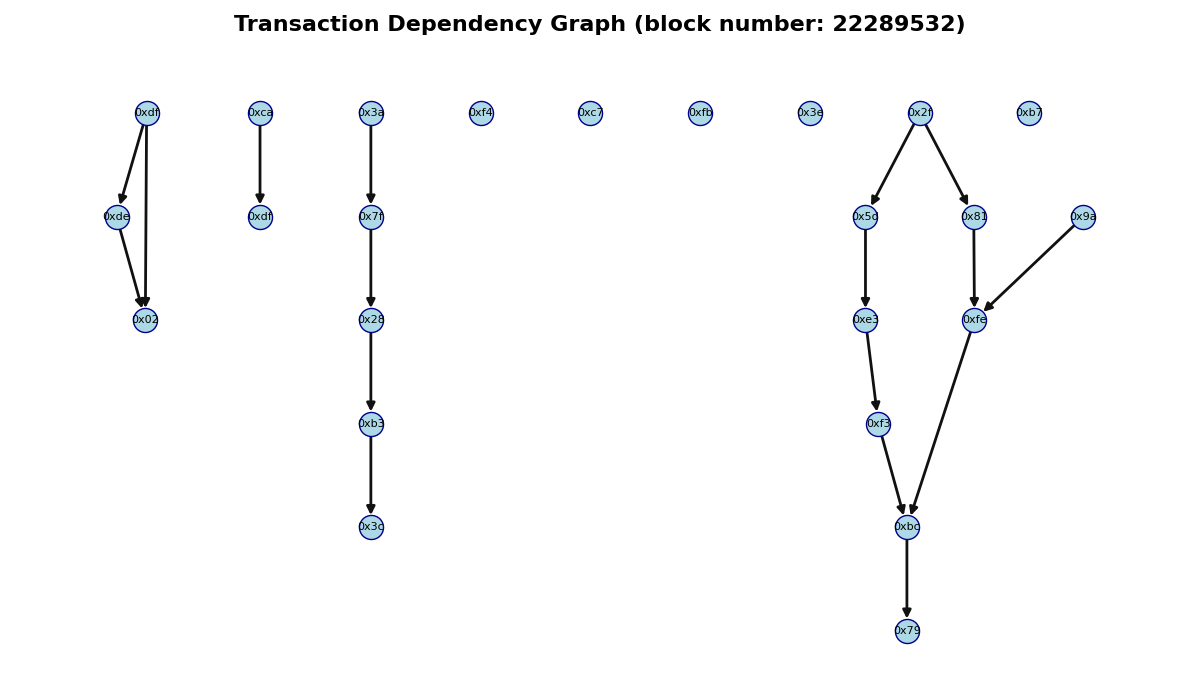 Transaction Dependency Graph (block number: 22289532)
0xdf 0xca 0x3a 0xf4 0xc7 0xfb 0x3e 0x2f 0xb7
0xde 0xdf 0x7f 0x5d 0x81 0x9a
0x02 0x28 0xe3 0xfe
0xb3 0xf3
0x3c 0xbc
0x79